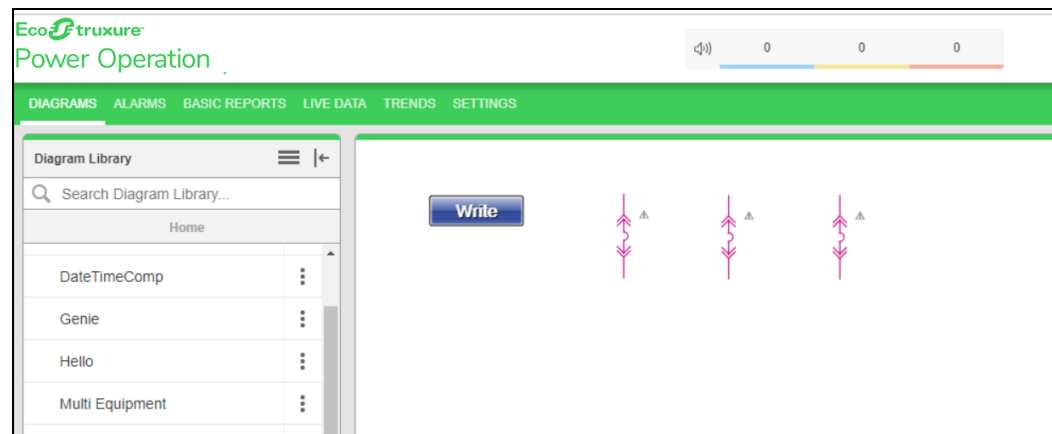 EcoStruxure™
Power Operation
0 0 0
DIAGRAMS ALARMS BASIC REPORTS LIVE DATA TRENDS SETTINGS
Diagram Library
Search Diagram Library...
Home
DateTimeComp
Genie
Hello
Multi Equipment
Write